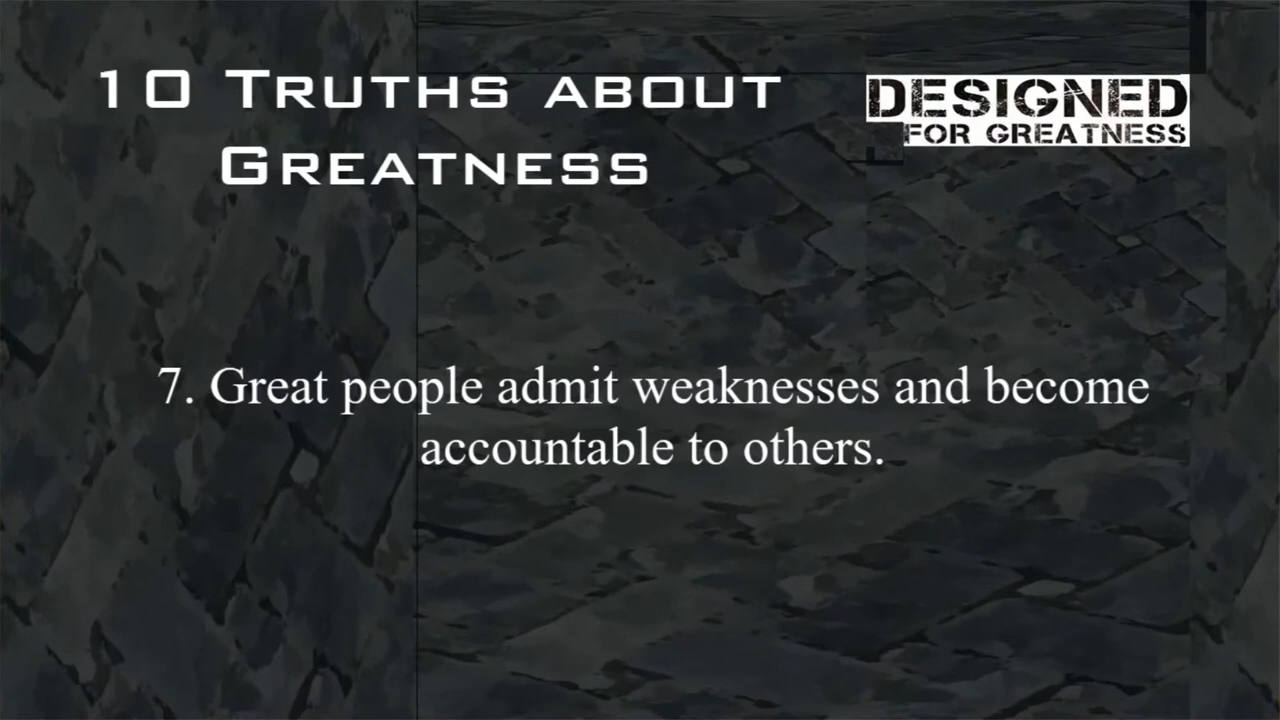 10 Truths about
Greatness
DESIGNED
FOR GREATNESS
7. Great people admit weaknesses and become
accountable to others.